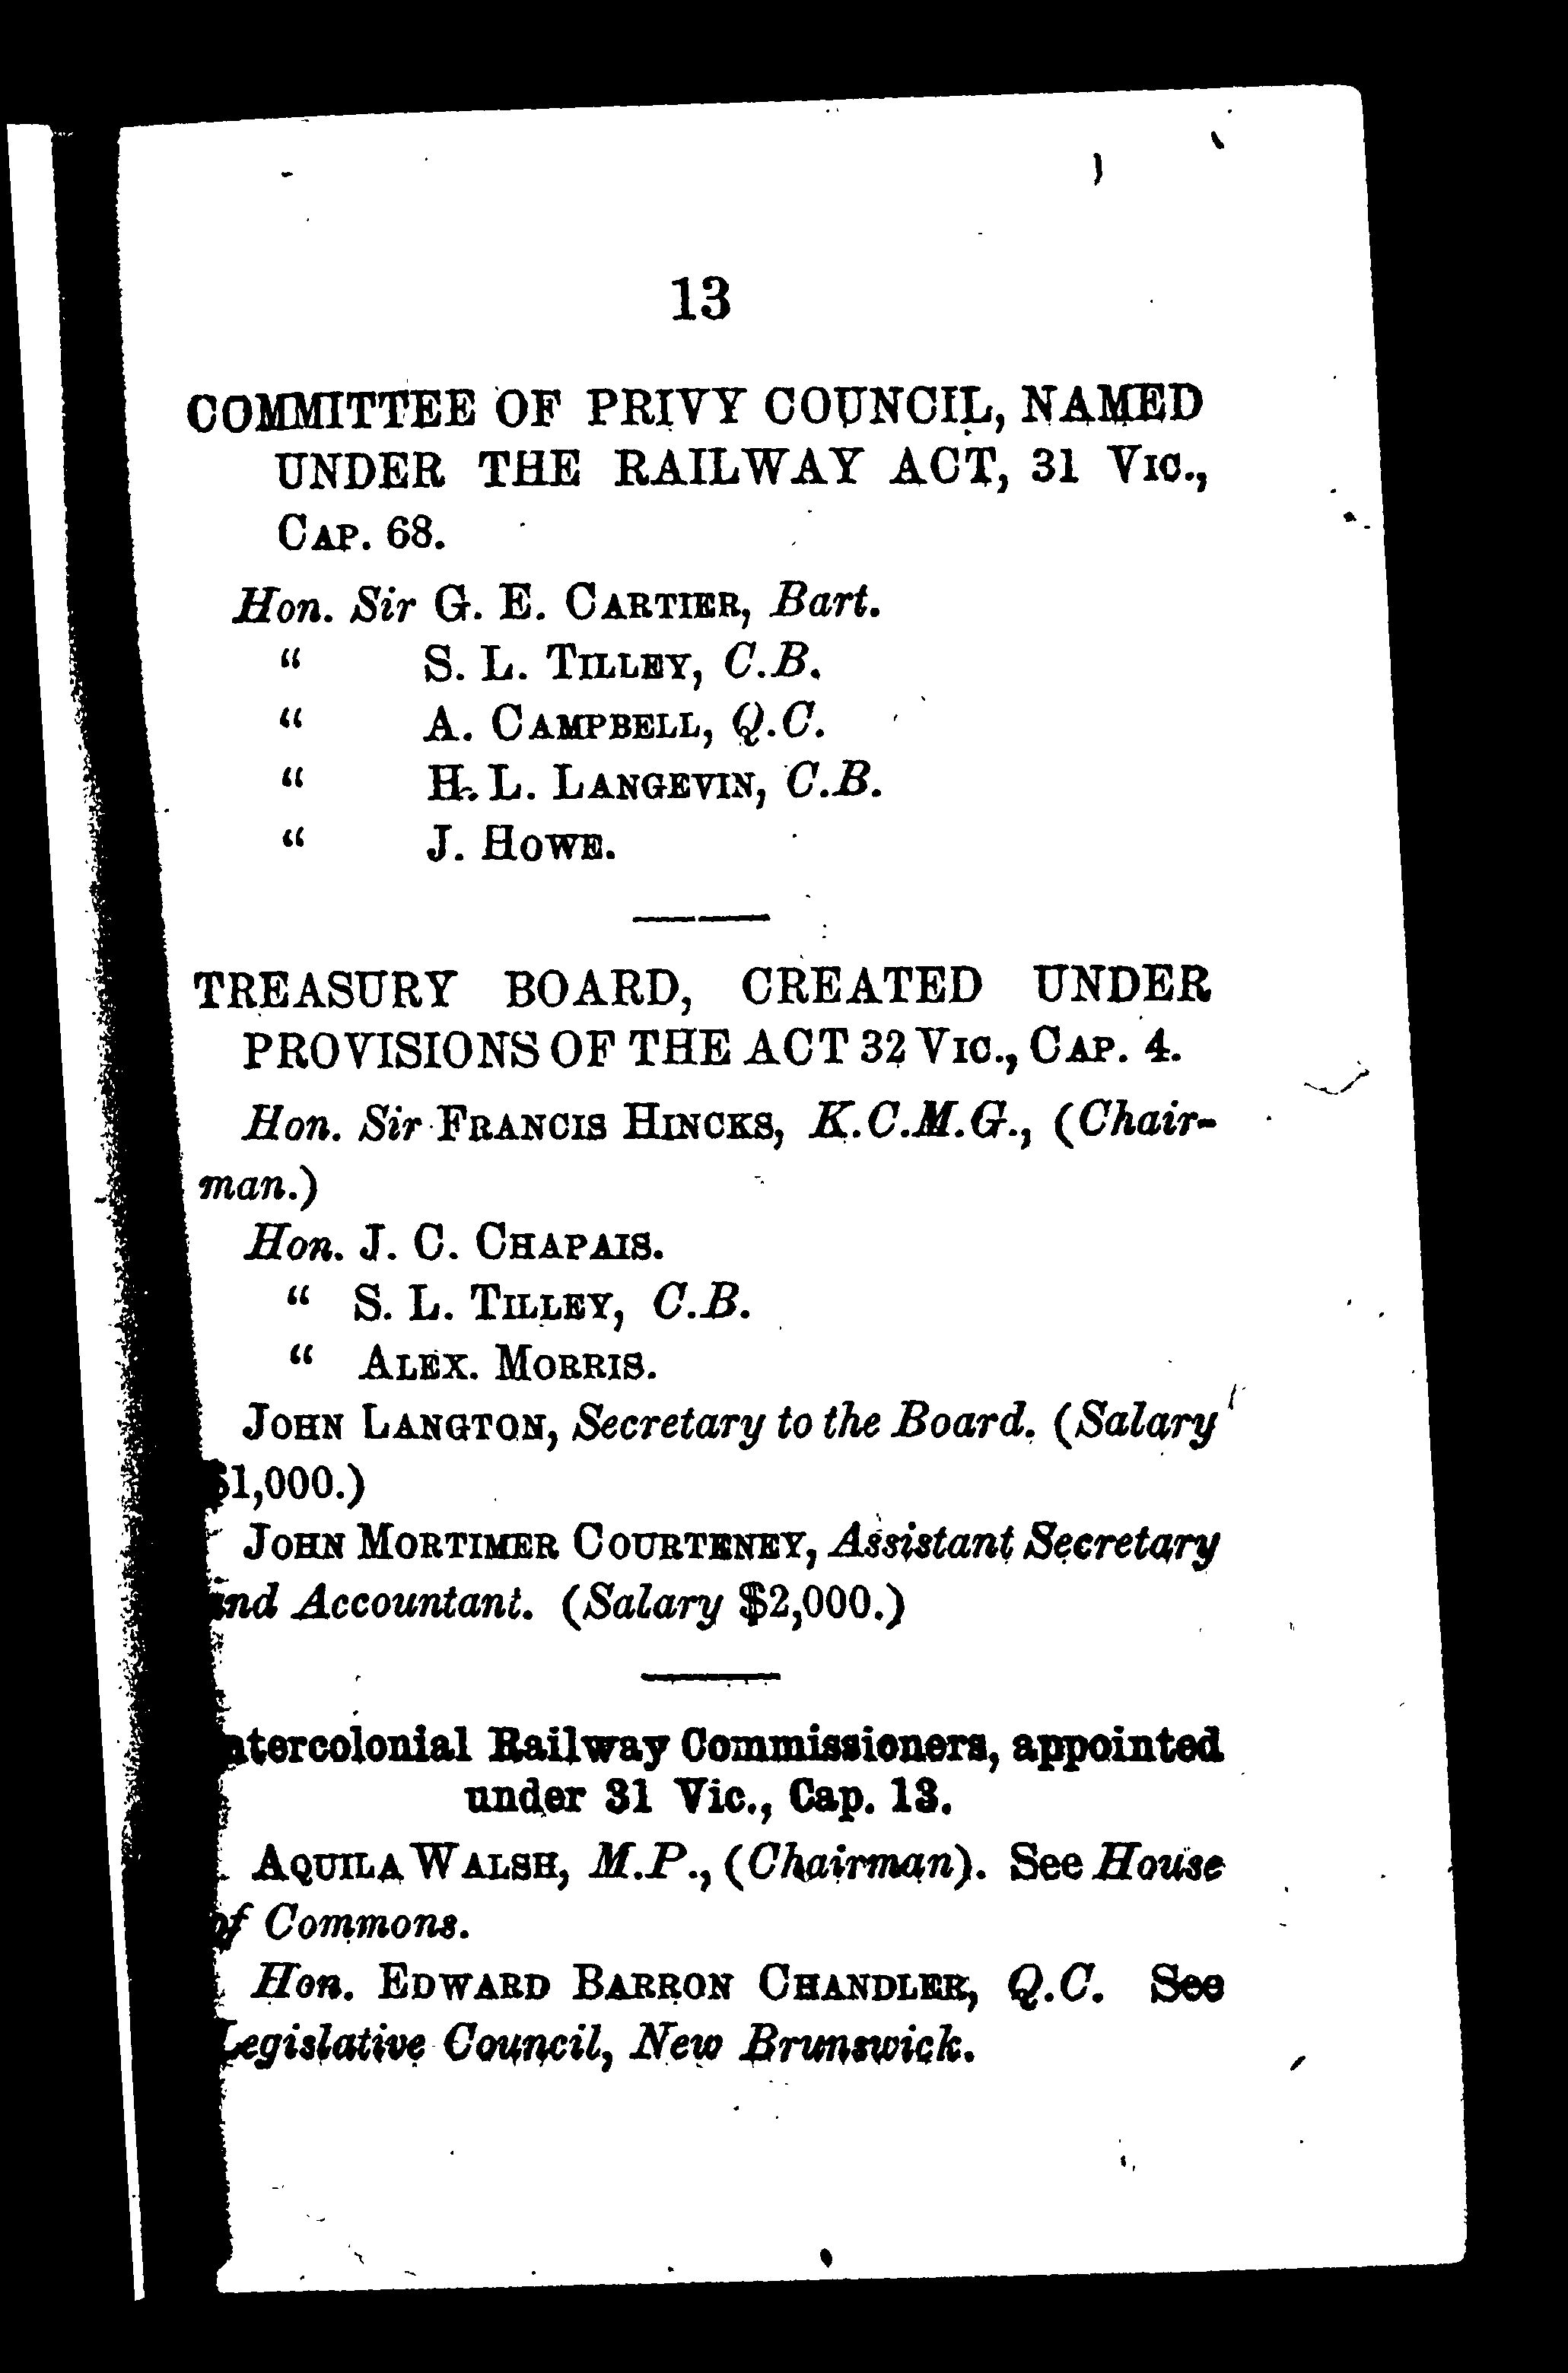 13
COMMITTEE OF PRIVY COUNCIL, NAMED
UNDER THE RAILWAY ACT, 31 VIC.,
CAP. 68.
Hon. Sir G. E. CARTIER, Bart.
“ S. L. TILLEY, C.B.
“ A. CAMPBELL, Q.C.
“ H. L. LANGEVIN, C.B.
“ J. HOWE.
TREASURY BOARD, CREATED UNDER
PROVISIONS OF THE ACT 32 VIC., CAP. 4.
Hon. Sir FRANCIS HINCKS, K.C.M.G., (Chair-
man.)
Hon. J. C. CHAPAIS.
“ S. L. TILLEY, C.B.
“ ALEX. MORRIS.
JOHN LANGTON, Secretary to the Board. (Salary
$1,000.)
JOHN MORTIMER COURTENEY, Assistant Secretary
and Accountant. (Salary $2,000.)
Intercolonial Railway Commissioners, appointed
under 31 Vic., Cap. 13.
AQUILA WALSH, M.P., (Chairman). See House
of Commons.
Hon. EDWARD BARRON CHANDLER, Q.C. See
Legislative Council, New Brunswick.